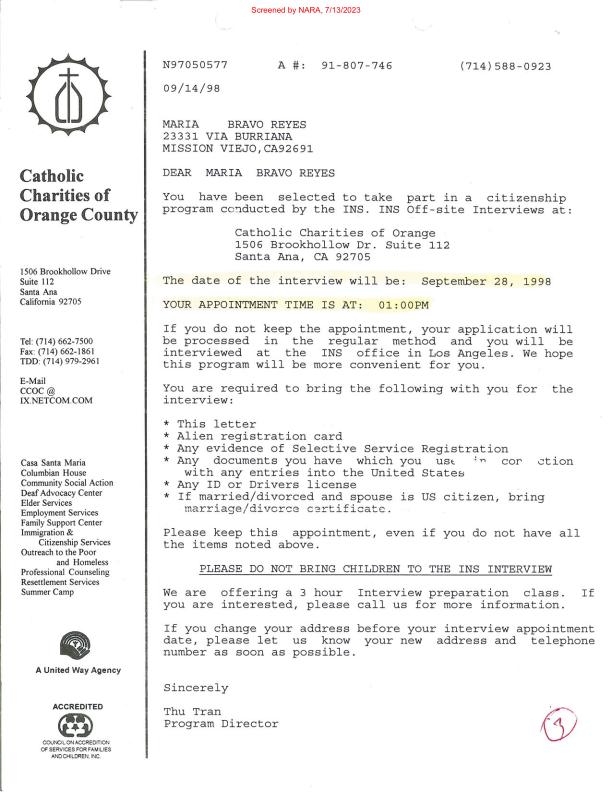 Screened by NARA, 7/13/2023
N97050577 A #: 91-807-746 (714)588-0923
09/14/98
MARIA BRAVO REYES
23331 VIA BURRIANA
MISSION VIEJO,CA92691
DEAR MARIA BRAVO REYES
You have been selected to take part in a citizenship
program conducted by the INS. INS Off-site Interviews at:
Catholic Charities of Orange
1506 Brookhollow Dr. Suite 112
Santa Ana, CA 92705
The date of the interview will be: September 28, 1998
YOUR APPOINTMENT TIME IS AT: 01:00PM
If you do not keep the appointment, your application will
be processed in the regular method and you will be
interviewed at the INS office in Los Angeles. We hope
this program will be more convenient for you.
You are required to bring the following with you for the
interview:
* This letter
* Alien registration card
* Any evidence of Selective Service Registration
* Any documents you have which you
with any entries into the United States
* Any ID or Drivers license
* If married/divorced and spouse is US citizen, bring
marriage/divorce certificate.
Please keep this appointment, even if you do not have all
the items noted above.
PLEASE DO NOT BRING CHILDREN TO THE INS INTERVIEW
We are offering a 3 hour Interview preparation class. If
you are interested, please call us for more information.
If you change your address before your interview appointment
date, please let us know your new address and telephone
number as soon as possible.
Sincerely
Thu Tran
Program Director
3
Catholic
Charities of
Orange County
1506 Brookhollow Drive
Suite 112
Santa Ana
California 92705
Tel: (714) 662-7500
Fax: (714) 662-1861
TDD: (714) 979-2961
E-Mail
CCOC @
IX.NETCOM.COM
Casa Santa Maria
Columbian House
Community Social Action
Deaf Advocacy Center
Elder Services
Employment Services
Family Support Center
Immigration &
Citizenship Services
Outreach to the Poor
and Homeless
Professional Counseling
Resettlement Services
Summer Camp
A United Way Agency
ACCREDITED
COUNCIL ON ACCREDITION
OF SERVICES FOR FAMILIES
AND CHILDREN, INC.